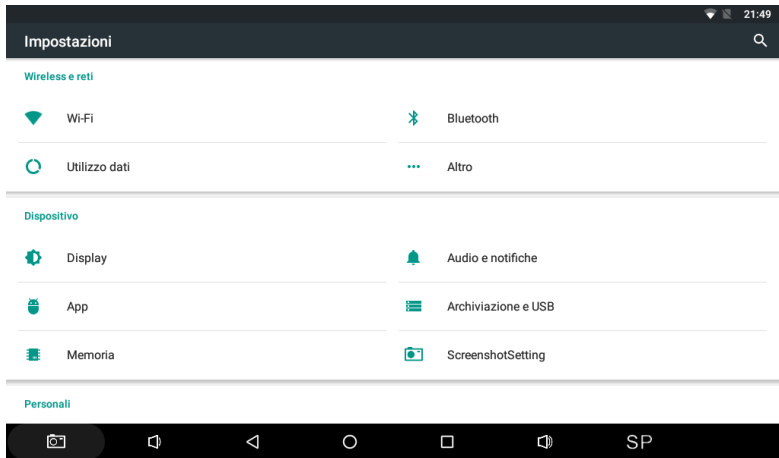 21:49
Impostazioni
Wireless e reti
Wi-Fi
Bluetooth
Utilizzo dati
Altro
Dispositivo
Display
Audio e notifiche
App
Archiviazione e USB
Memoria
ScreenshotSetting
Personali
SP